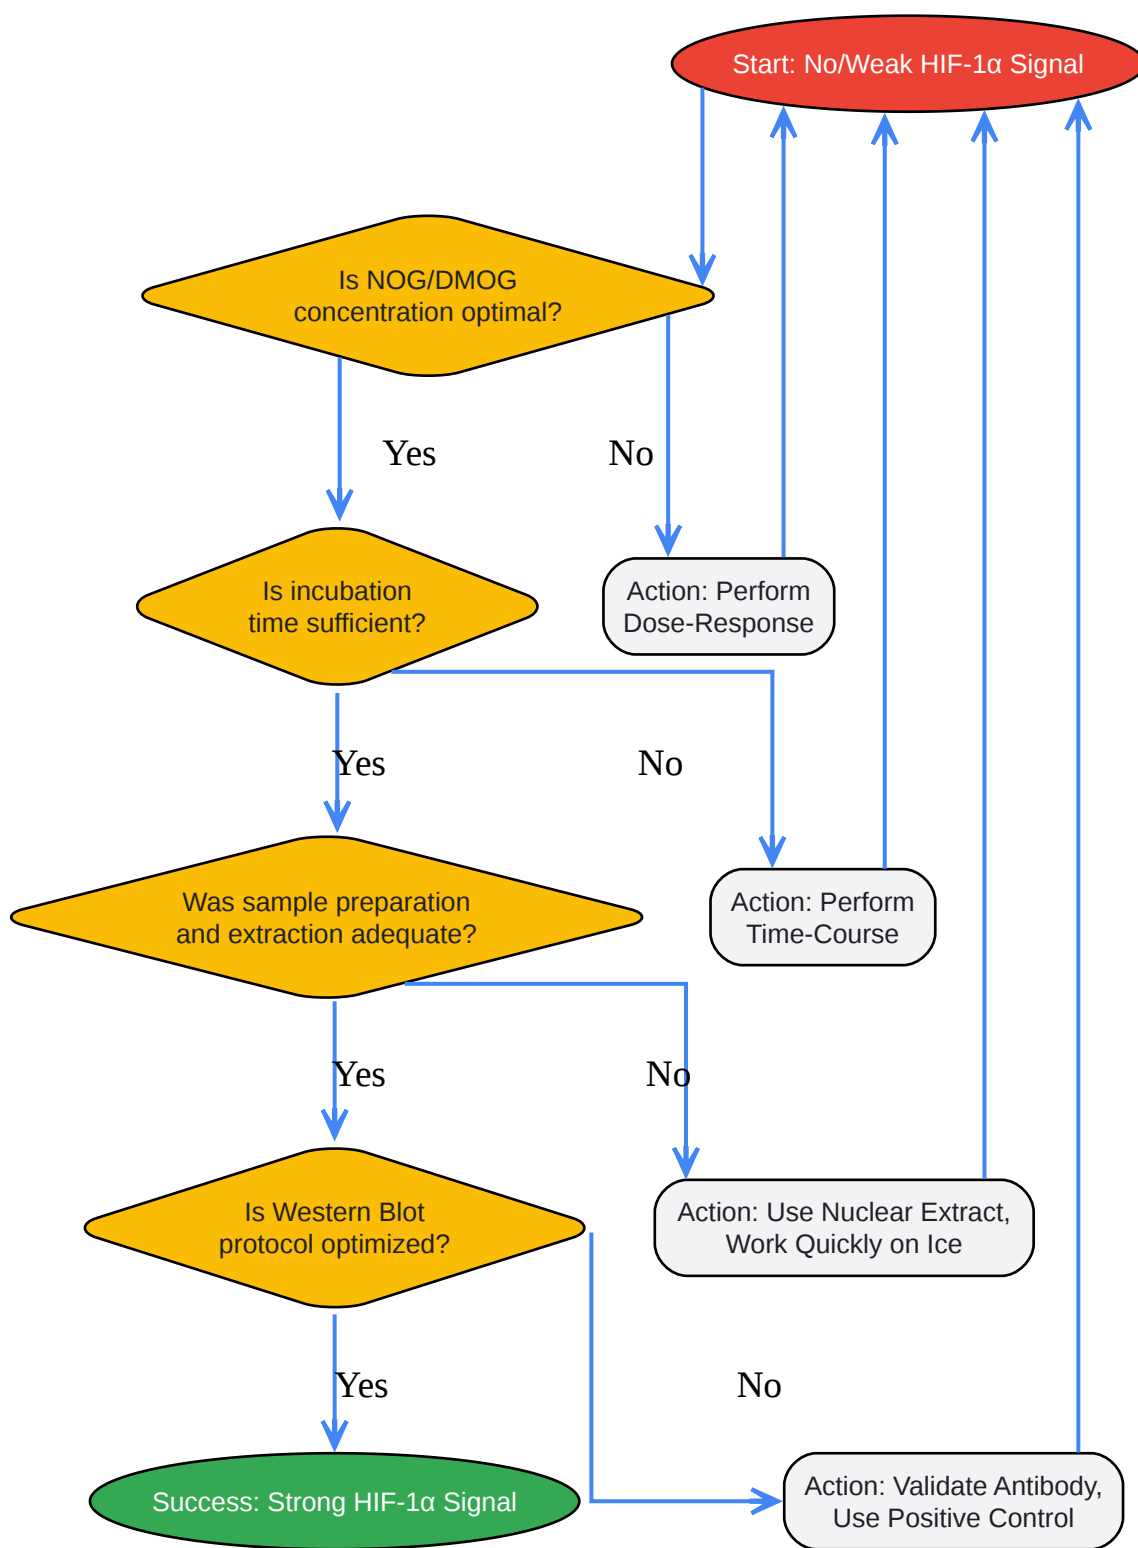 Start: No/Weak HIF-1α Signal
Is NOG/DMOG
concentration optimal?
Yes
No
Is incubation
time sufficient?
Action: Perform
Dose-Response
Yes
No
Was sample preparation
and extraction adequate?
Action: Perform
Time-Course
Yes
No
Is Western Blot
protocol optimized?
Action: Use Nuclear Extract,
Work Quickly on Ice
Yes
No
Success: Strong HIF-1α Signal
Action: Validate Antibody,
Use Positive Control